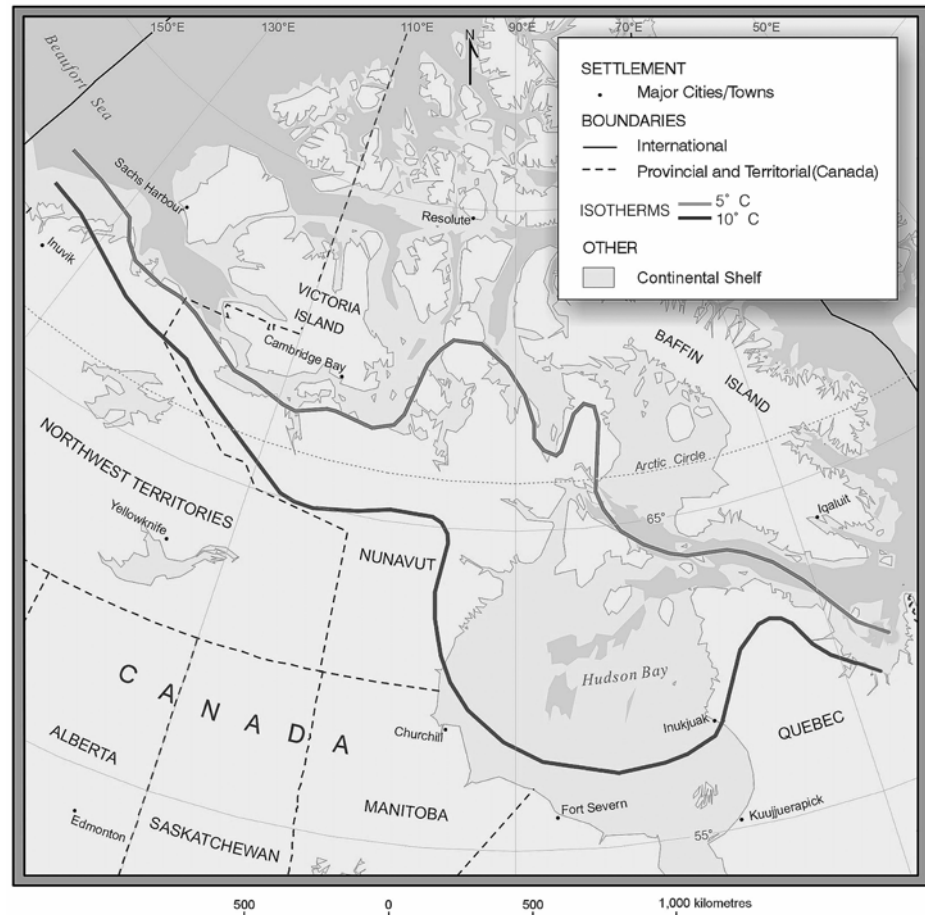 150°E 130°E 110°E 90°E 70°E 50°E
N
Beaufort
Sea
SETTLEMENT
Major Cities/Towns
BOUNDARIES
International
Provincial and Territorial(Canada)
ISOTHERMS
5° C
10° C
OTHER
Continental Shelf
Sachs Harbour
Resolute
Inuvik
VICTORIA
ISLAND
Cambridge Bay
BAFFIN
ISLAND
NORTHWEST TERRITORIES
Arctic Circle
Yellowknife
65°
Iqaluit
NUNAVUT
CANADA
Hudson Bay
Inukjuak
QUEBEC
Churchill
ALBERTA
MANITOBA
Fort Severn
Kuujjuerapick
Edmonton
SASKATCHEWAN
55°
500 0 500 1,000 kilometres